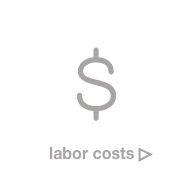 $
labor costs ▷